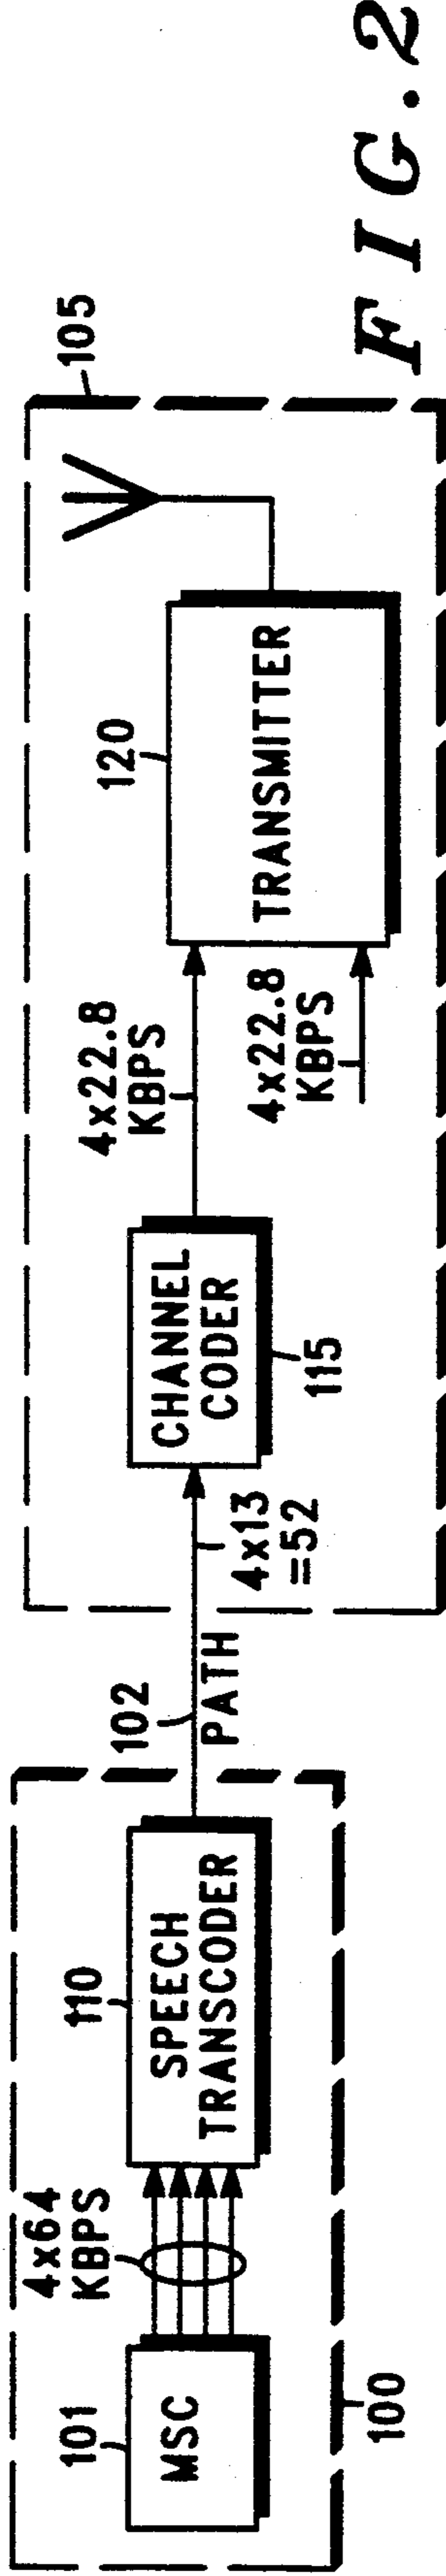 101
MSC
4x64
KBPS
110
SPEECH
TRANSCODER
100
102
PATH
4x13
=52
CHANNEL
CODER
115
4x22.8
KBPS
4x22.8
KBPS
120
TRANSMITTER
105
FIG.2